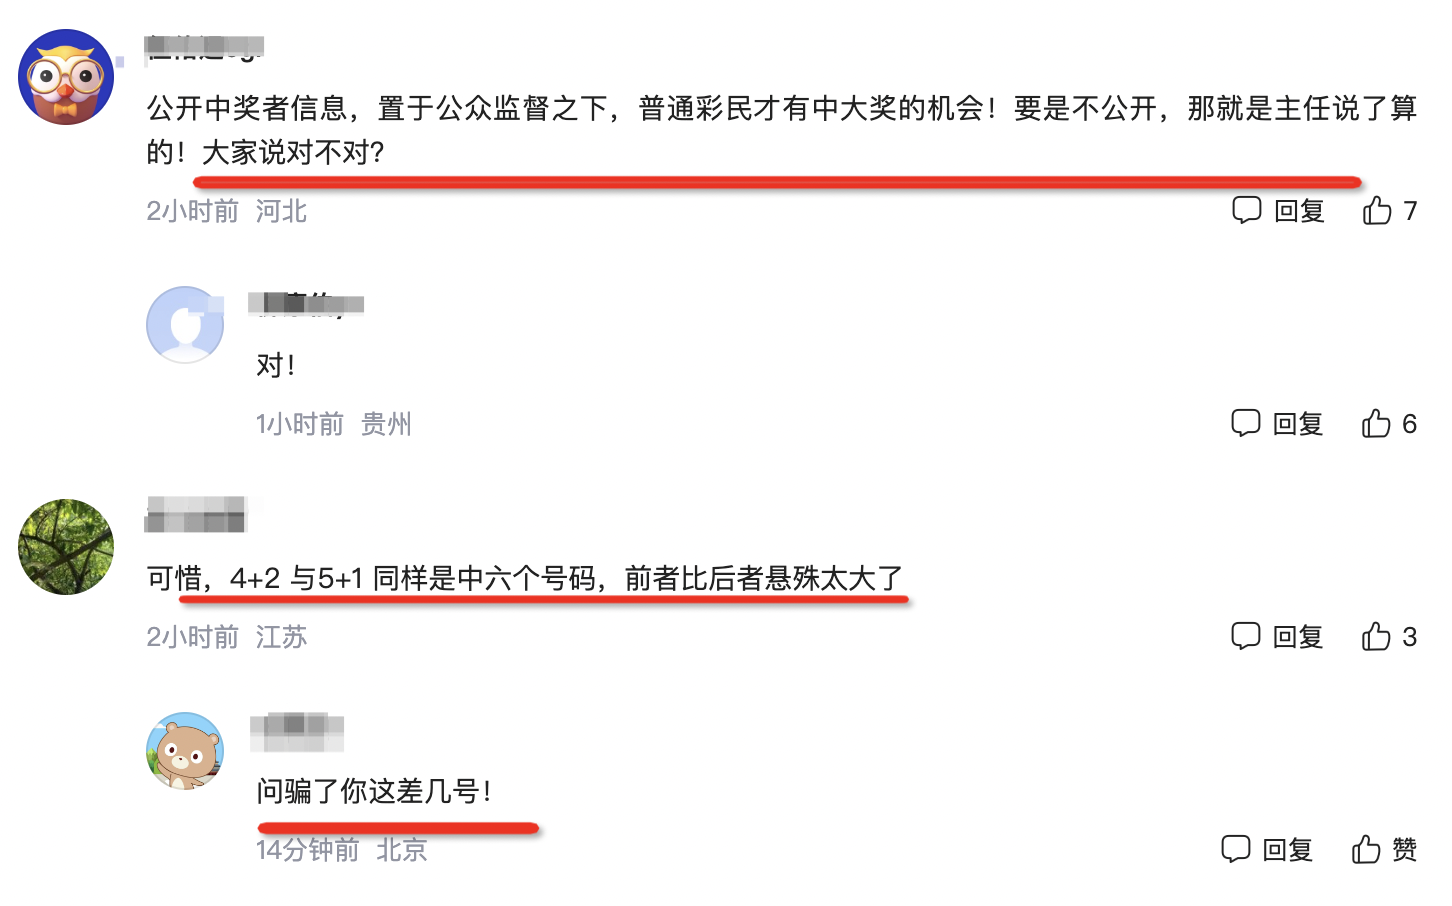 公开中奖者信息，置于公众监督之下，普通彩民才有中大奖的机会！要是不公开，那就是主任说了算
的！大家说对不对？
2小时前 河北
回复 7
对！
1小时前 贵州
回复 6
可惜，4+2 与5+1 同样是中六个号码，前者比后者悬殊太大了
2小时前 江苏
回复 3
问骗了你这差几号！
14分钟前 北京
回复 赞